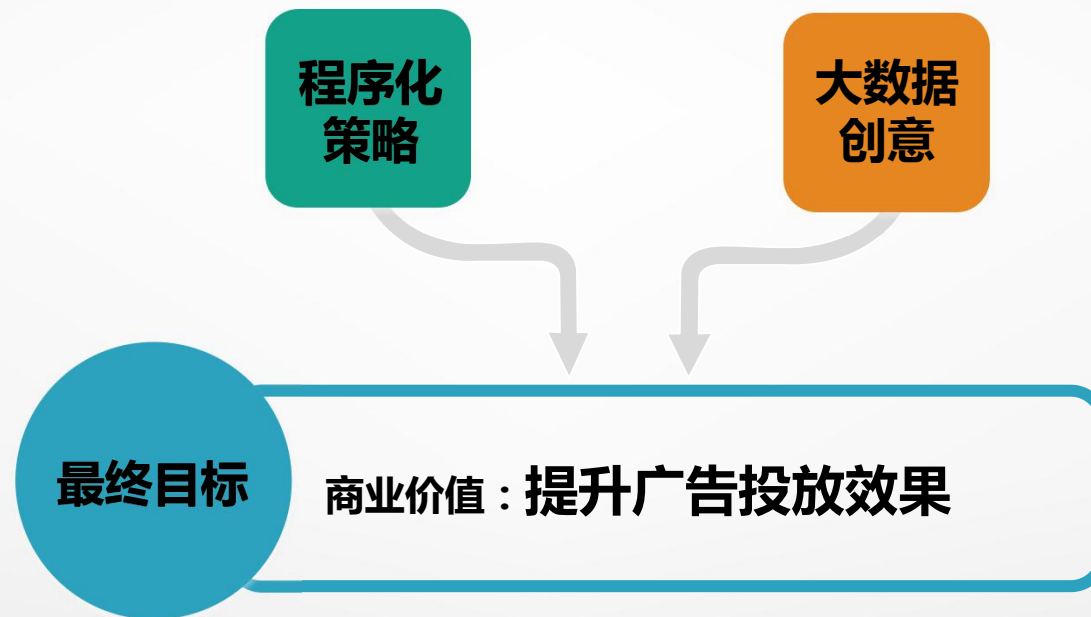 程序化
策略
大数据
创意
最终目标
商业价值：提升广告投放效果